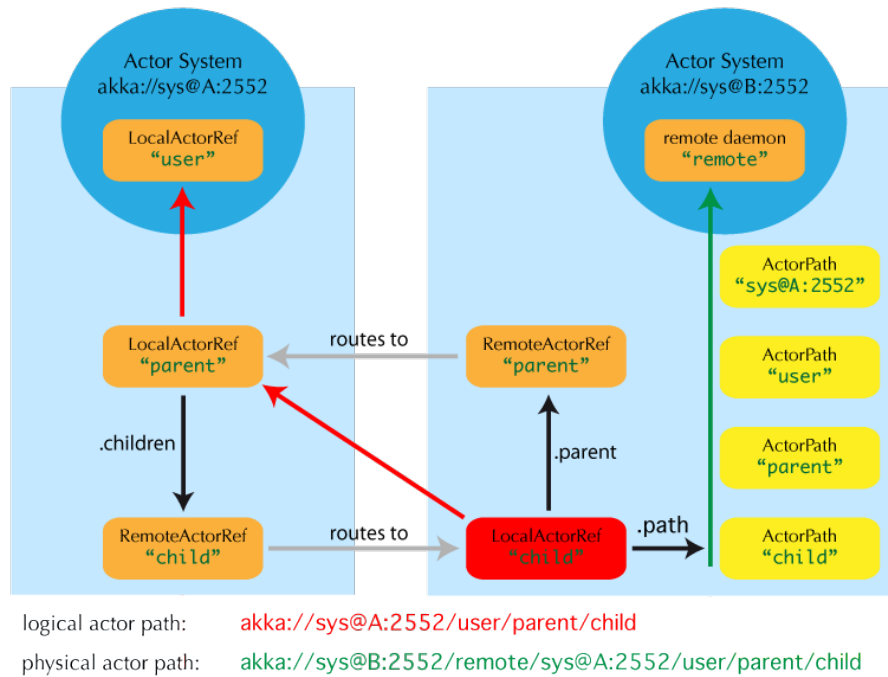 Actor System
akka://sys@A:2552
LocalActorRef
“user”
Actor System
akka://sys@B:2552
remote daemon
“remote”
ActorPath
“sys@A:2552”
LocalActorRef
“parent”
routes to
RemoteActorRef
“parent”
ActorPath
“user”
.children
.parent
ActorPath
“parent”
RemoteActorRef
“child”
routes to
LocalActorRef
“child”
.path
ActorPath
“child”
logical actor path: akka://sys@A:2552/user/parent/child
physical actor path: akka://sys@B:2552/remote/sys@A:2552/user/parent/child